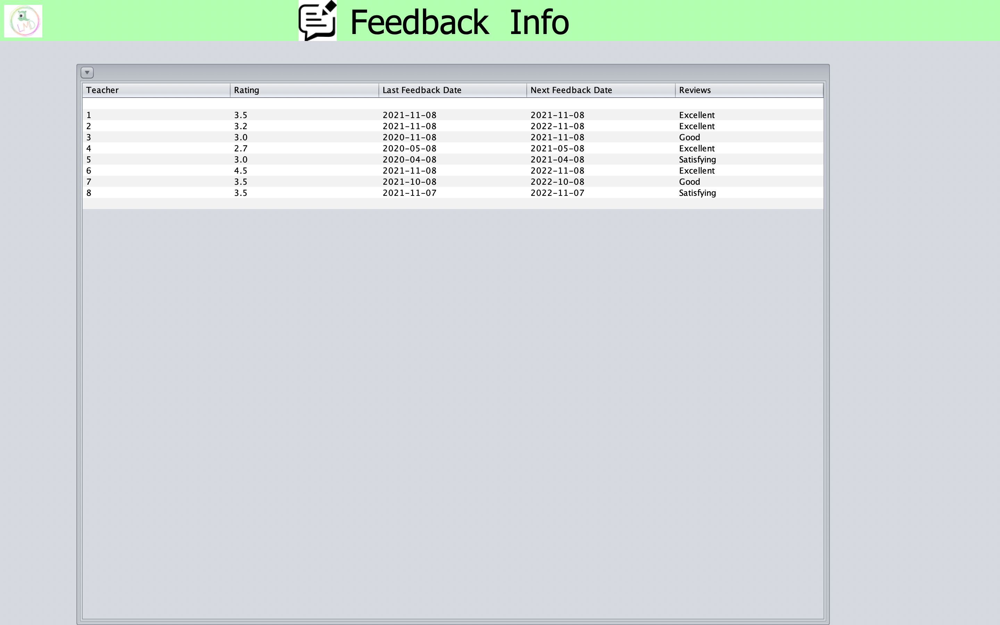 LMD
Feedback Info
Teacher Rating Last Feedback Date Next Feedback Date Reviews
1 3.5 2021-11-08 2021-11-08 Excellent
2 3.2 2021-11-08 2022-11-08 Excellent
3 3.0 2020-11-08 2021-11-08 Good
4 2.7 2020-05-08 2021-05-08 Excellent
5 3.0 2020-04-08 2021-04-08 Satisfying
6 4.5 2021-11-08 2022-11-08 Excellent
7 3.5 2021-10-08 2022-10-08 Good
8 3.5 2021-11-07 2022-11-07 Satisfying